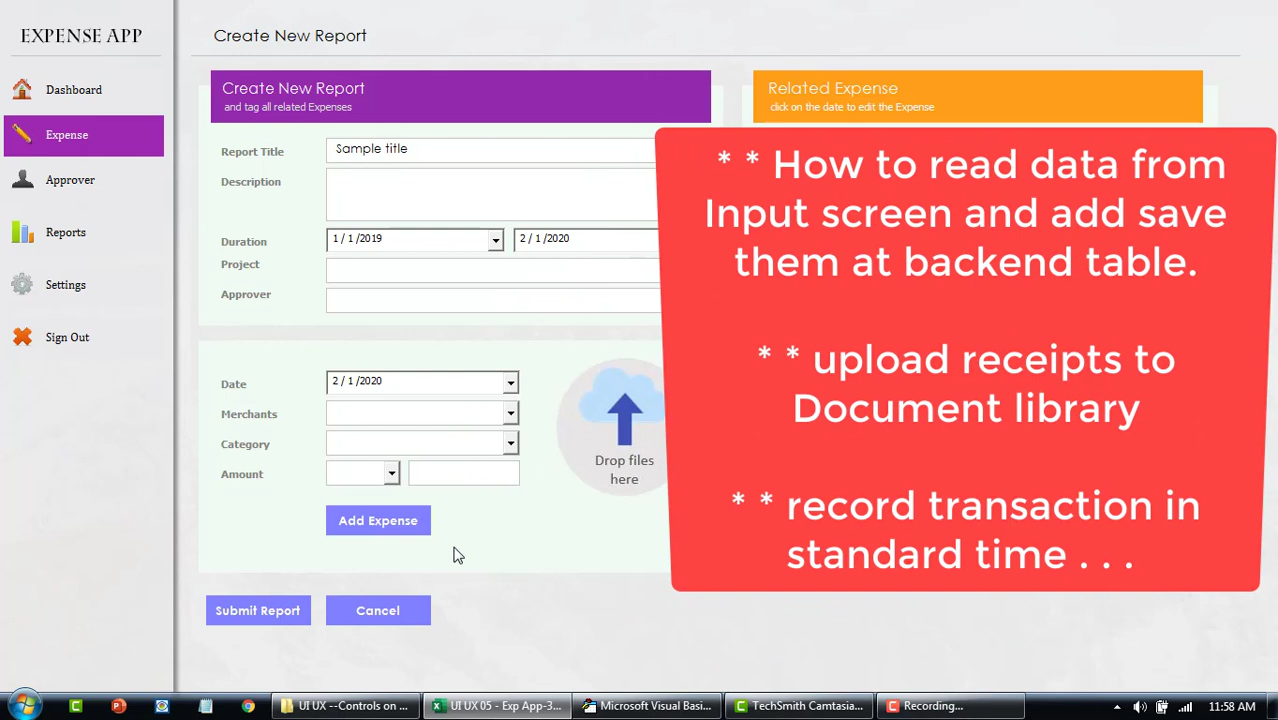 EXPENSE APP
Create New Report
Dashboard
Expense
Approver
Reports
Settings
Sign Out
Create New Report
and tag all related Expenses
Related Expense
click on the date to edit the Expense
Report Title
Sample title
Description
Duration
1 / 1 /2019
2 / 1 /2020
Project
Approver
Date
2 / 1 /2020
Merchants
Category
Amount
Drop files
here
Add Expense
Submit Report
Cancel
* * How to read data from
Input screen and add save
them at backend table.
* * upload receipts to
Document library
* * record transaction in
standard time . . .
UI UX --Controls on ...
UI UX 05 - Exp App-3...
Microsoft Visual Basi...
TechSmith Camtasia...
Recording...
11:58 AM